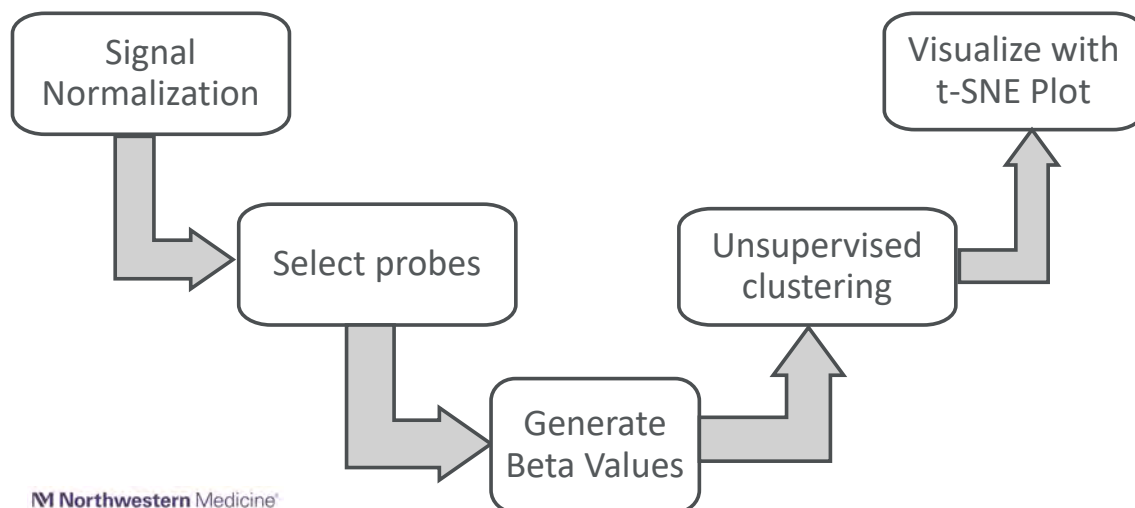 Signal
Normalization
Select probes
Generate
Beta Values
Unsupervised
clustering
Visualize with
t-SNE Plot
M Northwestern Medicine®